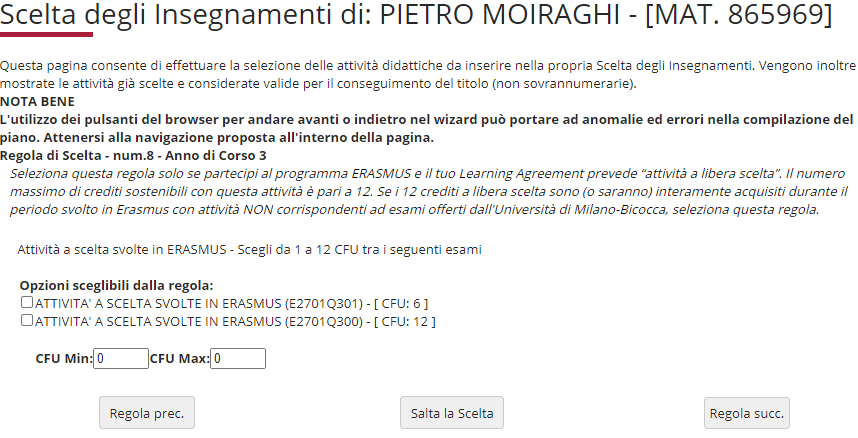 Scelta degli Insegnamenti di: PIETRO MOIRAGHI - [MAT. 865969]
Questa pagina consente di effettuare la selezione delle attività didattiche da inserire nella propria Scelta degli Insegnamenti. Vengono inoltre
mostrate le attività già scelte e considerate valide per il conseguimento del titolo (non sovrannumerarie).
NOTA BENE
L'utilizzo dei pulsanti del browser per andare avanti o indietro nel wizard può portare ad anomalie ed errori nella compilazione del
piano. Attenersi alla navigazione proposta all'interno della pagina.
Regola di Scelta - num.8 - Anno di Corso 3
Seleziona questa regola solo se partecipi al programma ERASMUS e il tuo Learning Agreement prevede “attività a libera scelta”. Il numero
massimo di crediti sostenibili con questa attività è pari a 12. Se i 12 crediti a libera scelta sono (o saranno) interamente acquisiti durante il
periodo svolto in Erasmus con attività NON corrispondenti ad esami offerti dall'Università di Milano-Bicocca, seleziona questa regola.
Attività a scelta svolte in ERASMUS - Scegli da 1 a 12 CFU tra i seguenti esami
Opzioni sceglibili dalla regola:
ATTIVITA' A SCELTA SVOLTE IN ERASMUS (E2701Q301) - [ CFU: 6 ]
ATTIVITA' A SCELTA SVOLTE IN ERASMUS (E2701Q300) - [ CFU: 12 ]
CFU Min: 0 CFU Max: 0
Regola prec. Salta la Scelta Regola succ.